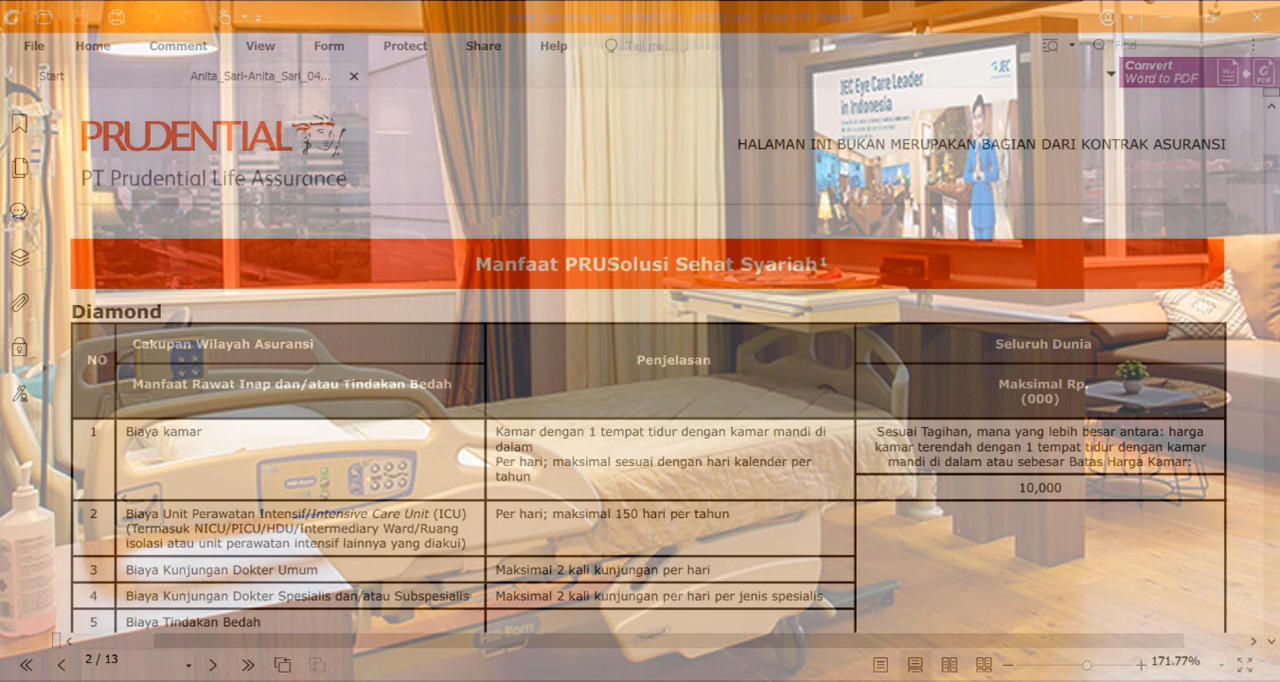 File Home Comment View Form Protect Share Help Tell me... Find
Start Anita_Sari-Anita_Sari_04...
Convert
Word to PDF
JEC Eye Care Leader
in Indonesia
PRUDENTIAL
PT Prudential Life Assurance
HALAMAN INI BUKAN MERUPAKAN BAGIAN DARI KONTRAK ASURANSI
Manfaat PRUSolusi Sehat Syariah¹
Diamond
NO
Cakupan Wilayah Asuransi
Manfaat Rawat Inap dan/atau Tindakan Bedah
Penjelasan
Seluruh Dunia
Maksimal Rp.
(000)
1 Biaya kamar
Kamar dengan 1 tempat tidur dengan kamar mandi di
dalam
Per hari; maksimal sesuai dengan hari kalender per
tahun
Sesuai Tagihan, mana yang lebih besar antara: harga
kamar terendah dengan 1 tempat tidur dengan kamar
mandi di dalam atau sebesar Batas Harga Kamar:
10,000
2 Biaya Unit Perawatan Intensif/Intensive Care Unit (ICU)
(Termasuk NICU/PICU/HDU/Intermediary Ward/Ruang
isolasi atau unit perawatan intensif lainnya yang diakui)
Per hari; maksimal 150 hari per tahun
3 Biaya Kunjungan Dokter Umum Maksimal 2 kali kunjungan per hari
4 Biaya Kunjungan Dokter Spesialis dan/atau Subspesialis Maksimal 2 kali kunjungan per hari per jenis spesialis
5 Biaya Tindakan Bedah
2 / 13
171.77%